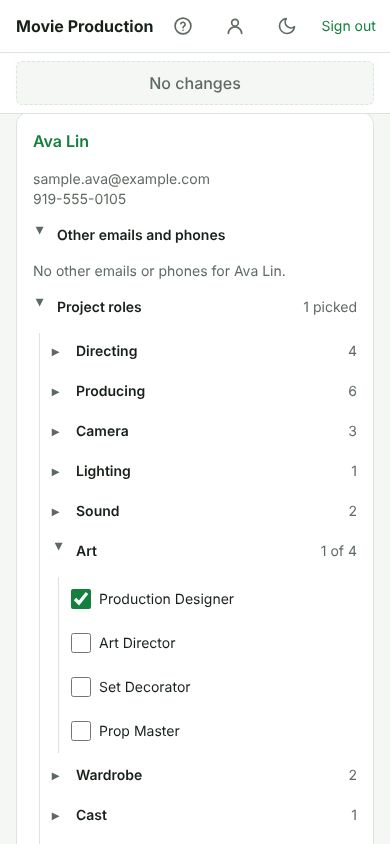 Movie Production Sign out
No changes
Ava Lin
sample.ava@example.com
919-555-0105
Other emails and phones
No other emails or phones for Ava Lin.
Project roles 1 picked
Directing 4
Producing 6
Camera 3
Lighting 1
Sound 2
Art 1 of 4
Production Designer
Art Director
Set Decorator
Prop Master
Wardrobe 2
Cast 1